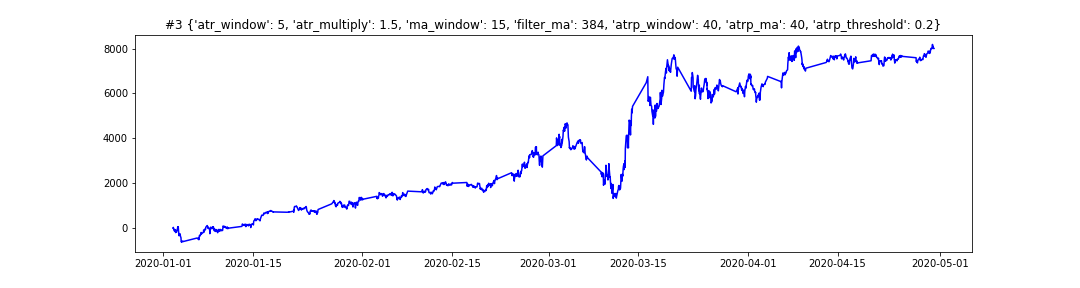 #3 {'atr_window': 5, 'atr_multiply': 1.5, 'ma_window': 15, 'filter_ma': 384, 'atrp_window': 40, 'atrp_ma': 40, 'atrp_threshold': 0.2}
8000
6000
4000
2000
0
2020-01-01 2020-01-15 2020-02-01 2020-02-15 2020-03-01 2020-03-15 2020-04-01 2020-04-15 2020-05-01